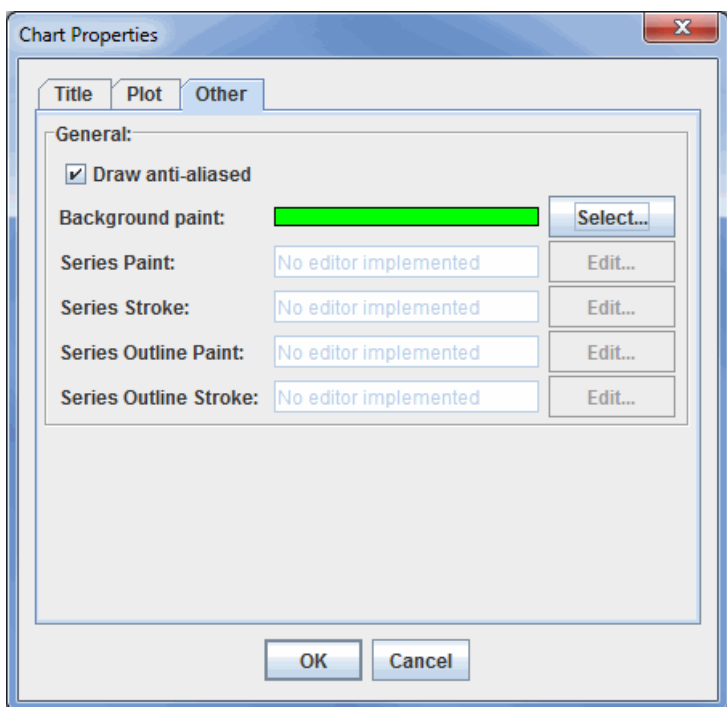 Chart Properties
Title Plot Other
General:
Draw anti-aliased
Background paint: Select...
Series Paint: No editor implemented Edit...
Series Stroke: No editor implemented Edit...
Series Outline Paint: No editor implemented Edit...
Series Outline Stroke: No editor implemented Edit...
OK Cancel